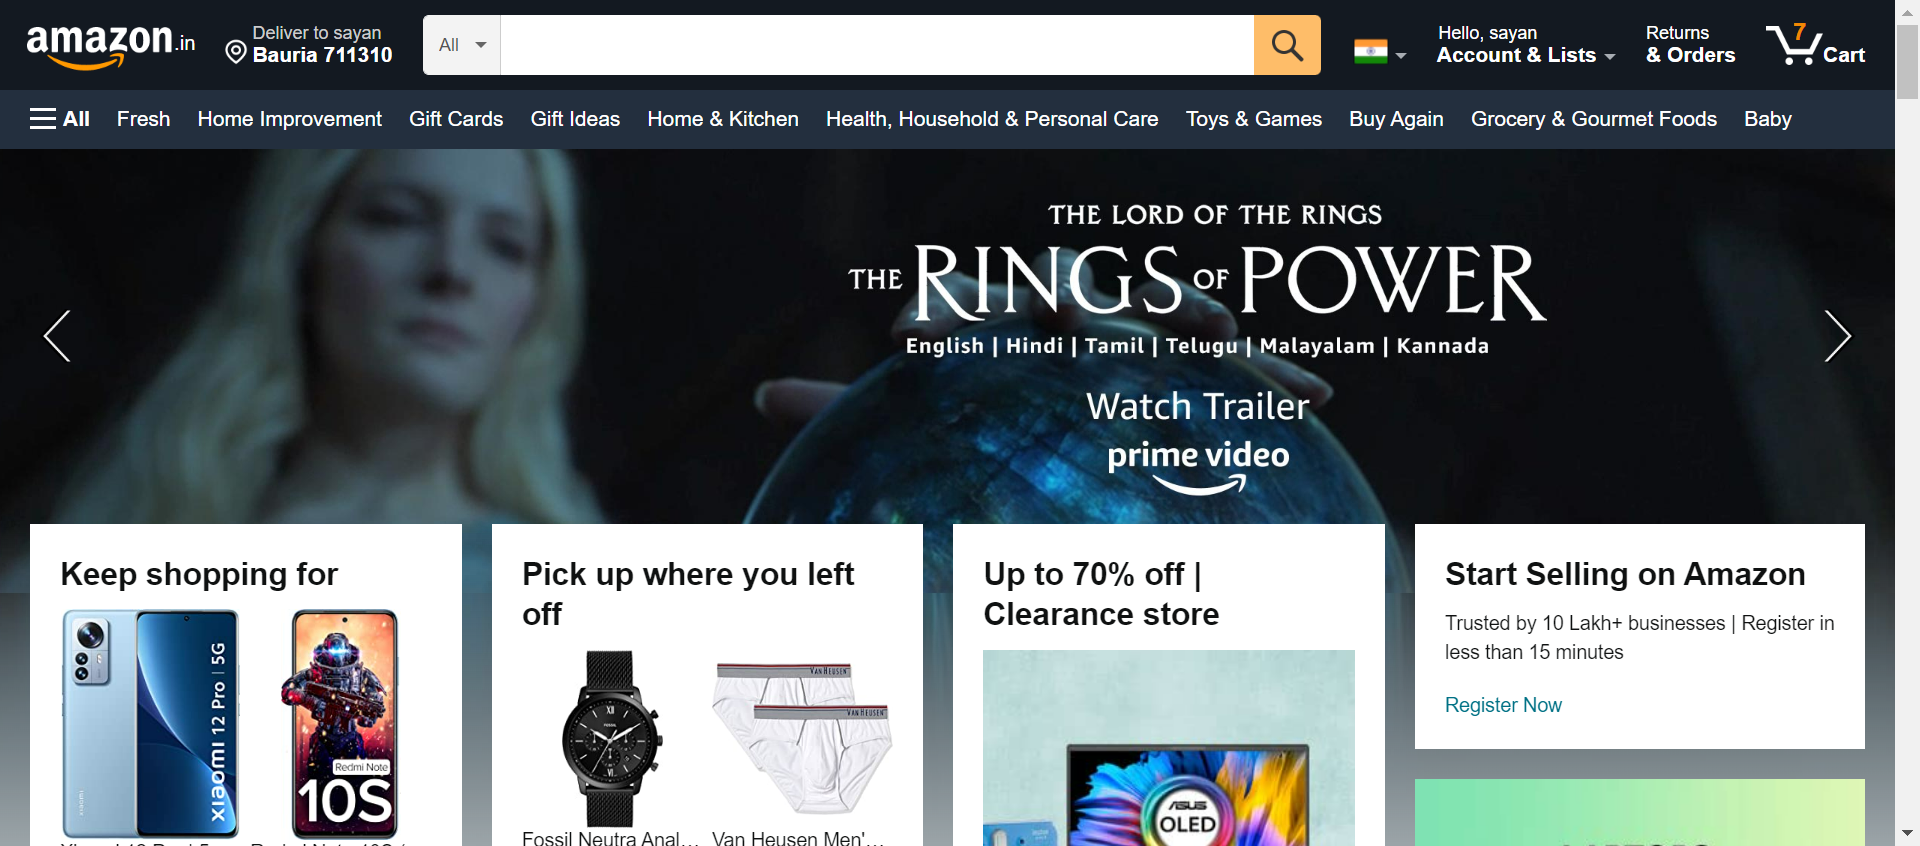 amazon.in
Deliver to sayan
Bauria 711310
All
Hello, sayan
Account & Lists
Returns
& Orders
7
Cart
All
Fresh
Home Improvement
Gift Cards
Gift Ideas
Home & Kitchen
Health, Household & Personal Care
Toys & Games
Buy Again
Grocery & Gourmet Foods
Baby
THE LORD OF THE RINGS
THE RINGS OF POWER
English | Hindi | Tamil | Telugu | Malayalam | Kannada
Watch Trailer
prime video
Keep shopping for
xiaomi 12 Pro | 5G
Redmi Note
10S
Pick up where you left
off
XII
FOSSIL
VI
VAN HEUSEN
VAN HEUSEN
Fossil Neutra Anal...
Van Heusen Men'...
Up to 70% off |
Clearance store
ASUS
OLED
Start Selling on Amazon
Trusted by 10 Lakh+ businesses | Register in
less than 15 minutes
Register Now